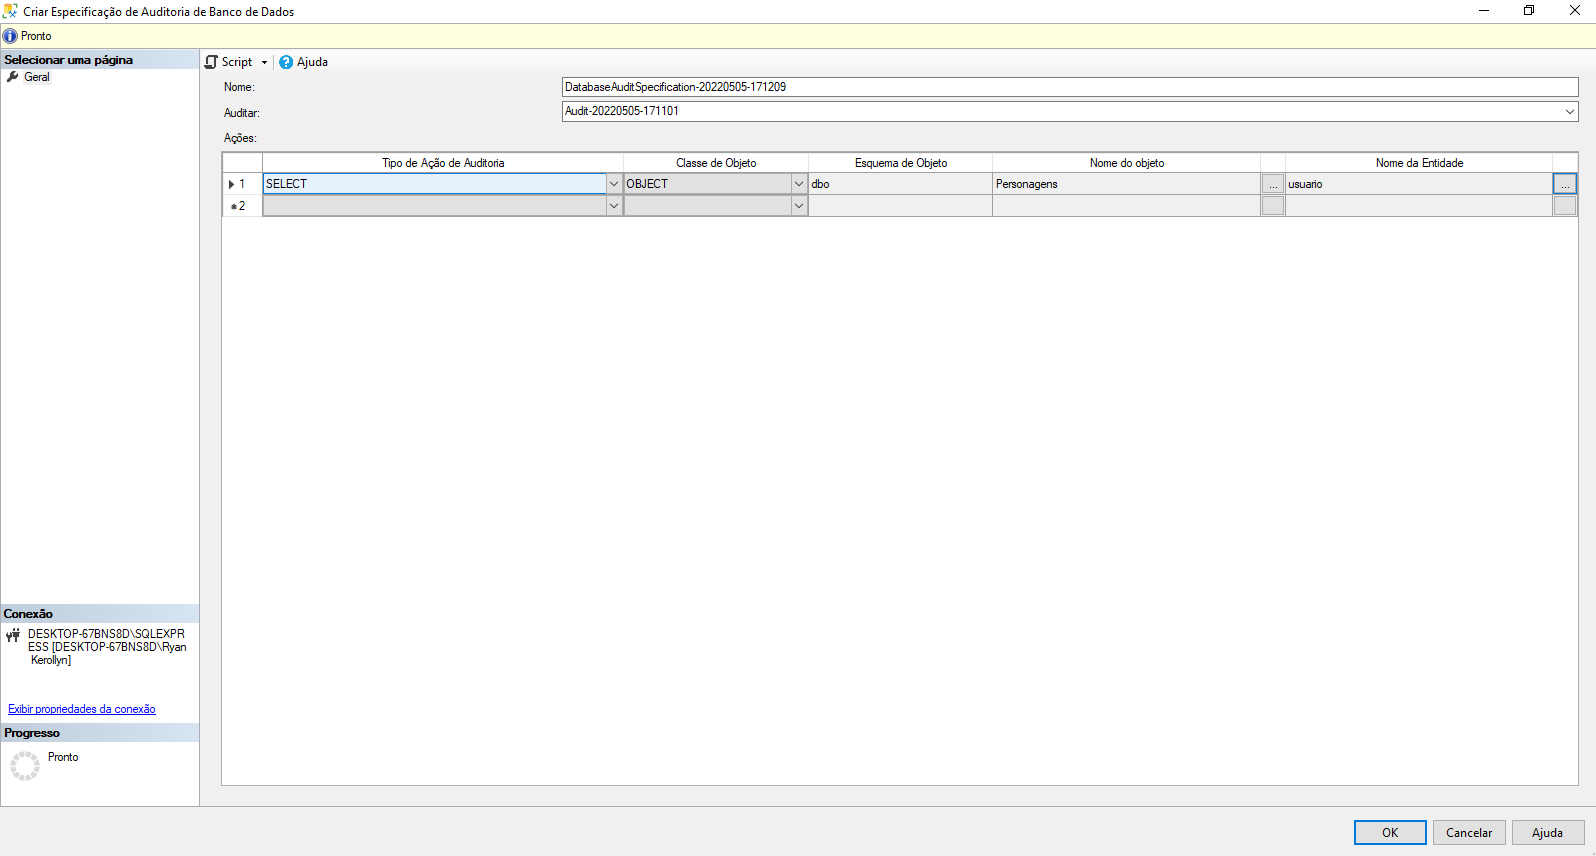 Criar Especificação de Auditoria de Banco de Dados
Pronto
Selecionar uma página
Geral
Script
Ajuda
Nome:
DatabaseAuditSpecification-20220505-171209
Auditar:
Audit-20220505-171101
Ações:
Tipo de Ação de Auditoria Classe de Objeto Esquema de Objeto Nome do objeto Nome da Entidade
1 SELECT OBJECT dbo Personagens ... usuario ...
2
Conexão
DESKTOP-67BNS8D\SQLEXPR
ESS [DESKTOP-67BNS8D\Ryan
Kerollyn]
Exibir propriedades da conexão
Progresso
Pronto
OK Cancelar Ajuda